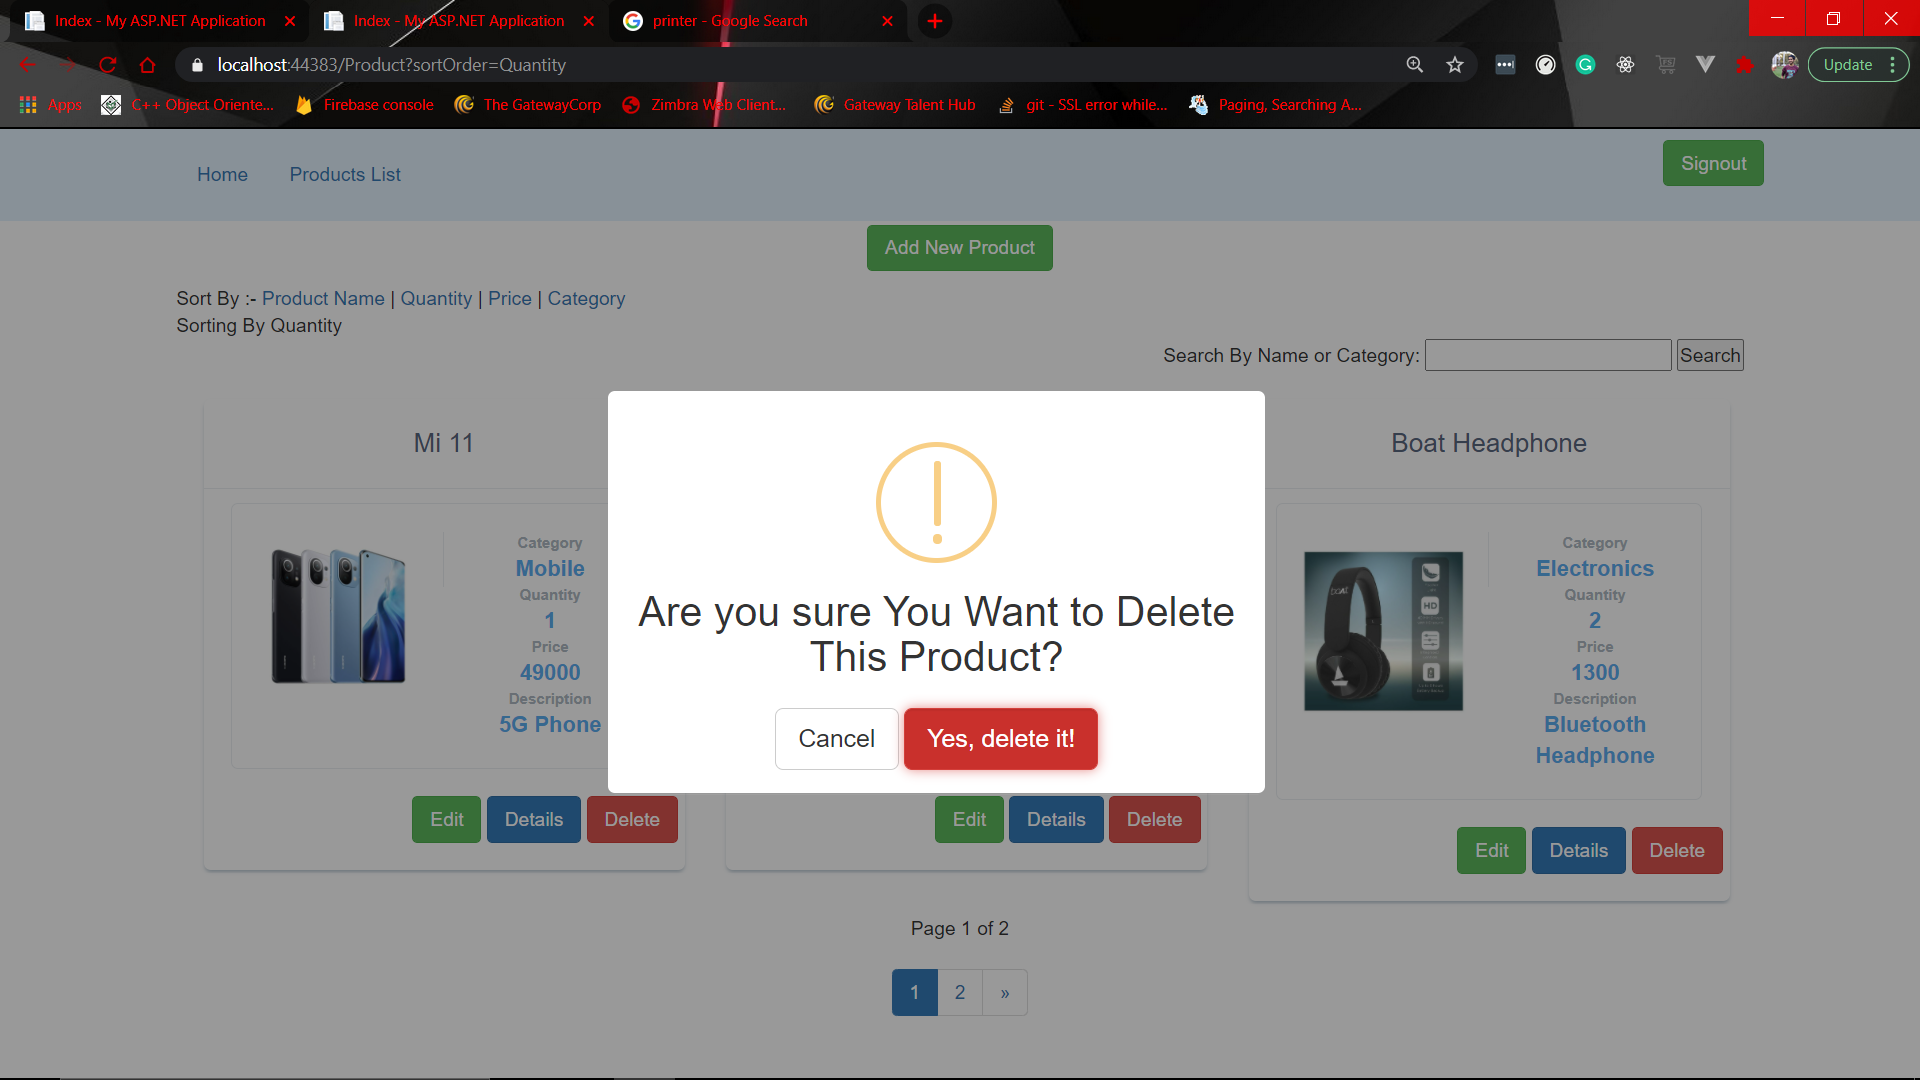 Index - My ASP.NET Application
Index - My ASP.NET Application
printer - Google Search
localhost:44383/Product?sortOrder=Quantity
Update
Apps
C++ Object Oriente...
Firebase console
The GatewayCorp
Zimbra Web Client...
Gateway Talent Hub
git - SSL error while...
Paging, Searching A...
Home
Products List
Signout
Add New Product
Sort By :- Product Name | Quantity | Price | Category
Sorting By Quantity
Search By Name or Category:
Search
Mi 11
Category
Mobile
Quantity
1
Price
49000
Description
5G Phone
Edit
Details
Delete
Are you sure You Want to Delete
This Product?
Cancel
Yes, delete it!
Edit
Details
Delete
Boat Headphone
boAt
HD
Category
Electronics
Quantity
2
Price
1300
Description
Bluetooth
Headphone
Edit
Details
Delete
Page 1 of 2
1
2
»